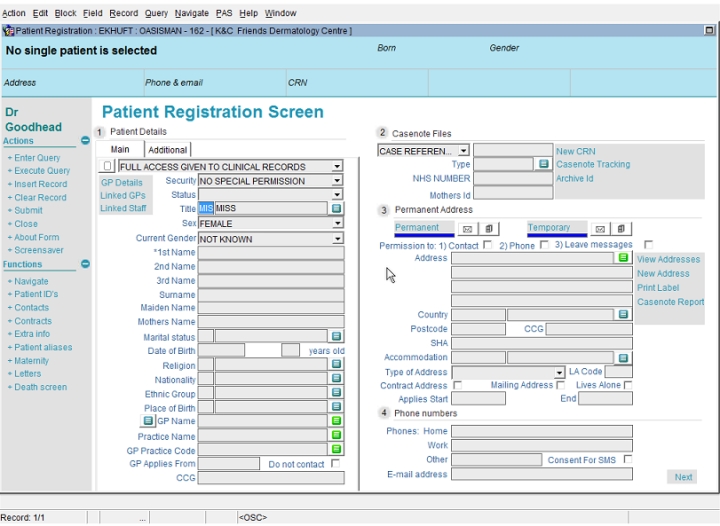 Action Edit Block Field Record Query Navigate PAS Help Window
Patient Registration : EKHUFT : OASISMAN - 162 - [ K&C Friends Dermatology Centre ]
No single patient is selected
Born
Gender
Address
Phone & email
CRN
Dr
Goodhead
Actions
+ Enter Query
+ Execute Query
+ Insert Record
+ Clear Record
+ Submit
+ Close
+ About Form
+ Screensaver
Functions
+ Navigate
+ Patient ID's
+ Contacts
+ Contracts
+ Extra info
+ Patient aliases
+ Maternity
+ Letters
+ Death screen
Patient Registration Screen
1 Patient Details
Main Additional
FULL ACCESS GIVEN TO CLINICAL RECORDS
GP Details
Linked GPs
Linked Staff
Security NO SPECIAL PERMISSION
Status
Title MIS MISS
Sex FEMALE
Current Gender NOT KNOWN
*1st Name
2nd Name
3rd Name
Surname
Maiden Name
Mothers Name
Marital status
Date of Birth years old
Religion
Nationality
Ethnic Group
Place of Birth
GP Name
Practice Name
GP Practice Code
GP Applies From Do not contact
CCG
2 Casenote Files
CASE REFEREN...
Type
NHS NUMBER
Mothers Id
New CRN
Casenote Tracking
Archive Id
3 Permanent Address
Permanent Temporary
Permission to: 1) Contact 2) Phone 3) Leave messages
Address
View Addresses
New Address
Print Label
Casenote Report
Country
Postcode CCG
SHA
Accommodation
Type of Address LA Code
Contract Address Mailing Address Lives Alone
Applies Start End
4 Phone numbers
Phones: Home
Work
Other Consent For SMS
E-mail address
Next
Record: 1/1 ... <OSC>